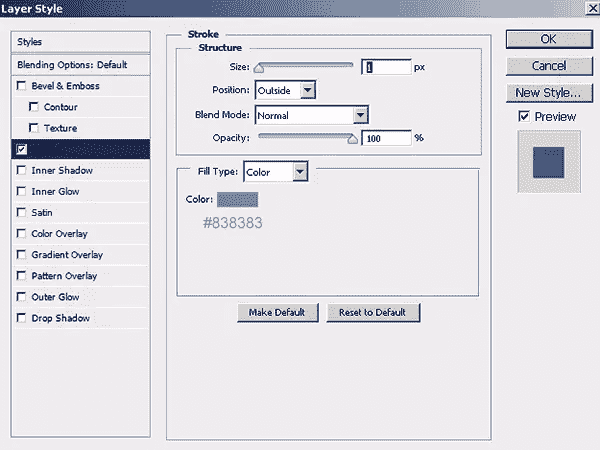 Layer Style
Styles
Blending Options: Default
Bevel & Emboss
Contour
Texture
Inner Shadow
Inner Glow
Satin
Color Overlay
Gradient Overlay
Pattern Overlay
Outer Glow
Drop Shadow
Stroke
Structure
Size: 1 px
Position: Outside
Blend Mode: Normal
Opacity: 100 %
Fill Type: Color
Color:
#838383
Make Default Reset to Default
OK
Cancel
New Style...
Preview